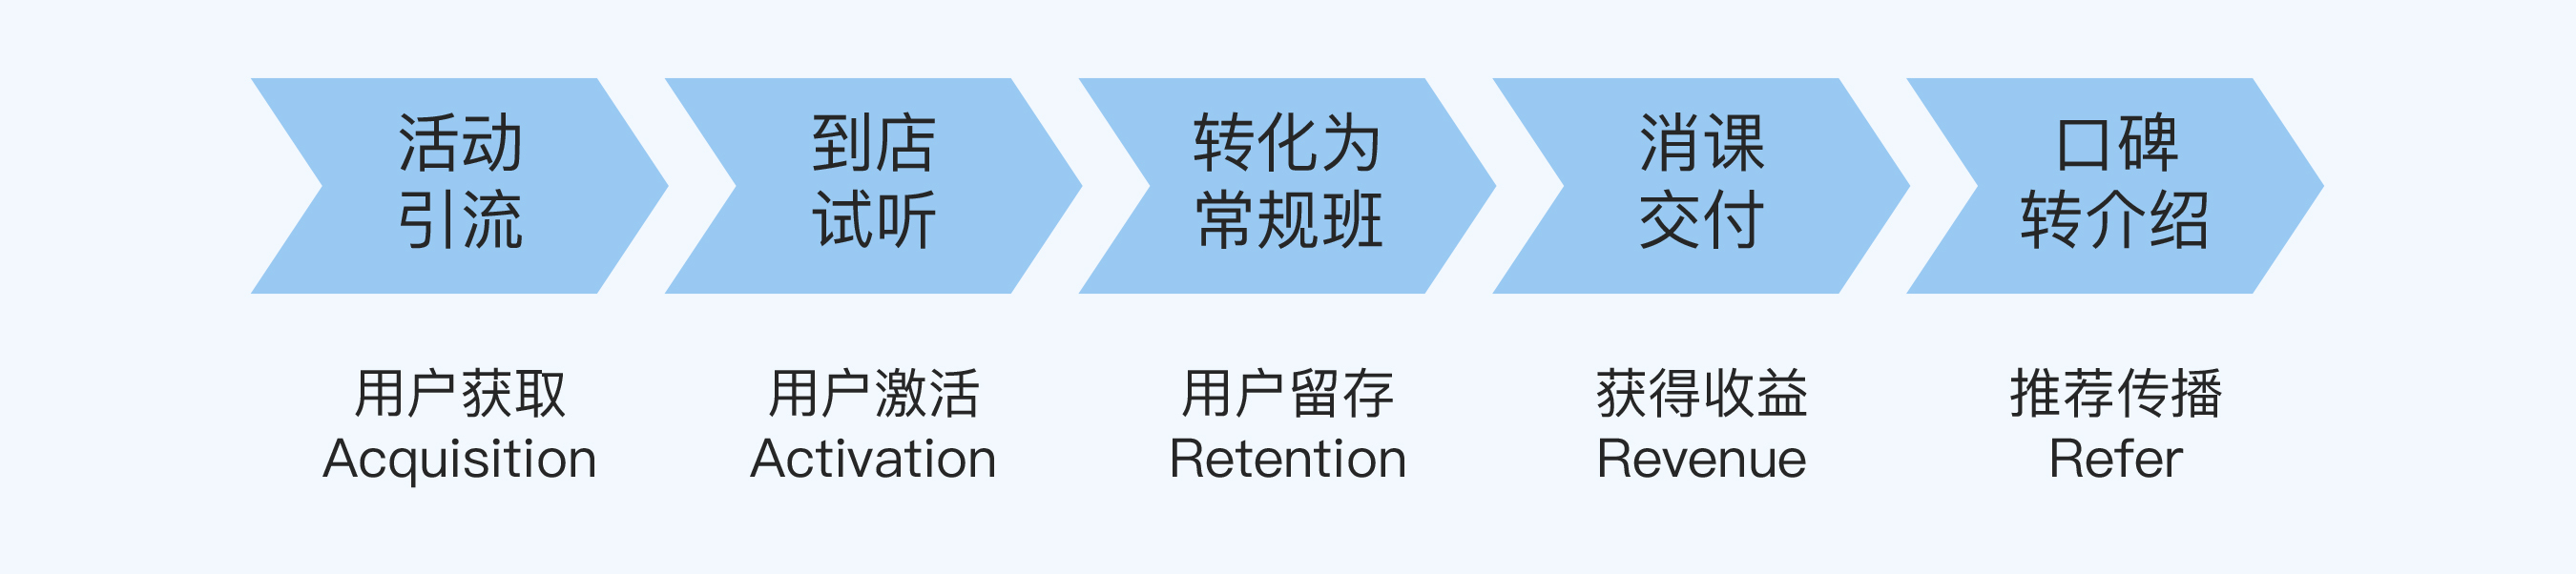 活动
引流
到店
试听
转化为
常规班
消课
交付
口碑
转介绍
用户获取
Acquisition
用户激活
Activation
用户留存
Retention
获得收益
Revenue
推荐传播
Refer